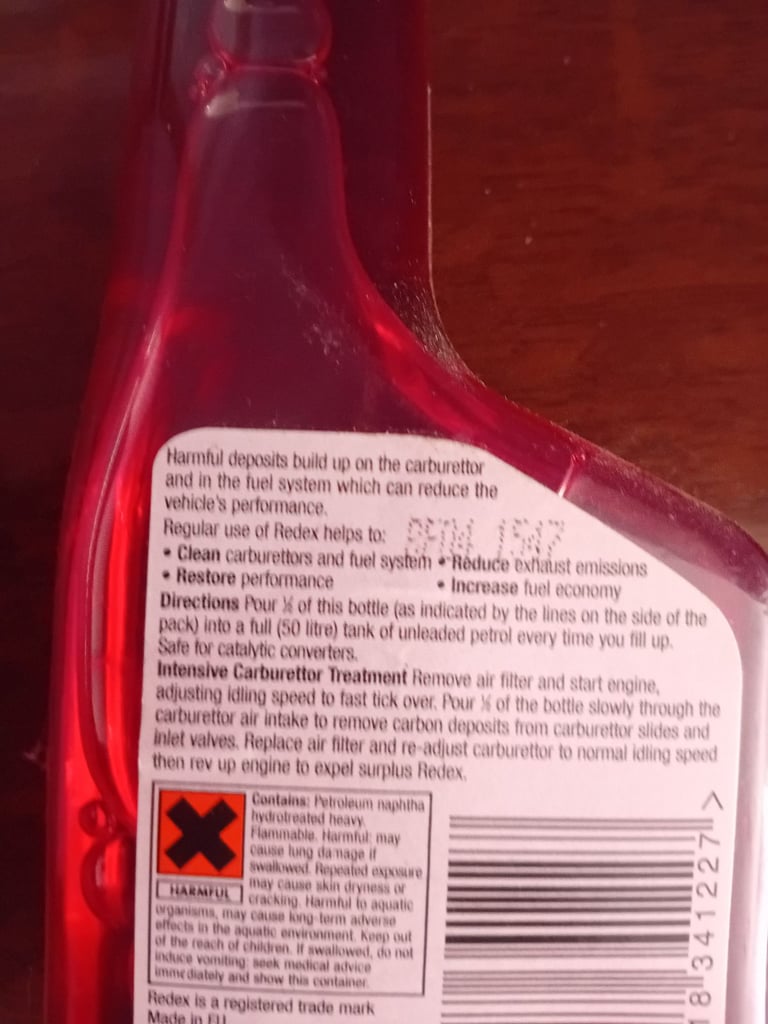 Harmful deposits build up on the carburettor
and in the fuel system which can reduce the
vehicle's performance.
Regular use of Redex helps to:
• Clean carburettors and fuel system • Reduce exhaust emissions
• Restore performance • Increase fuel economy
Directions Pour of this bottle (as indicated by the lines on the side of the
pack) into a full (50 litre) tank of unleaded petrol every time you fill up.
Safe for catalytic converters.
Intensive Carburettor Treatment Remove air filter and start engine,
adjusting idling speed to fast tick over. Pour of the bottle slowly through the
carburettor air intake to remove carbon deposits from carburettor slides and
inlet valves. Replace air filter and re-adjust carburettor to normal idling speed
then rev up engine to expel surplus Redex.
HARMFUL
Contains: Petroleum naphtha
hydrotreated heavy.
Flammable. Harmful: may
cause lung damage if
swallowed. Repeated exposure
may cause skin dryness or
cracking. Harmful to aquatic
organisms, may cause long-term adverse
effects in the aquatic environment. Keep out
of the reach of children. If swallowed, do not
induce vomiting: seek medical advice
immediately and show this container.
Redex is a registered trade mark
Made in EU
8 341227 >